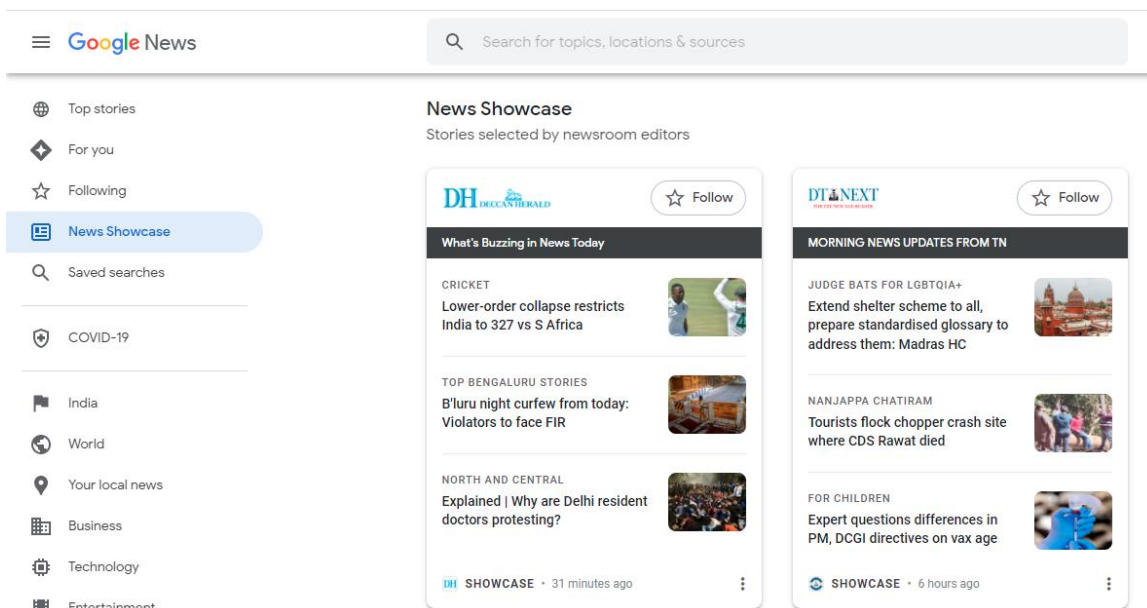 Google News
Search for topics, locations & sources
Top stories
For you
Following
News Showcase
Saved searches
COVID-19
India
World
Your local news
Business
Technology
Entertainment
News Showcase
Stories selected by newsroom editors
DH DECCAN HERALD
Follow
What's Buzzing in News Today
CRICKET
Lower-order collapse restricts
India to 327 vs S Africa
TOP BENGALURU STORIES
B'luru night curfew from today:
Violators to face FIR
NORTH AND CENTRAL
Explained | Why are Delhi resident
doctors protesting?
DH SHOWCASE • 31 minutes ago
DT NEXT
Follow
MORNING NEWS UPDATES FROM TN
JUDGE BATS FOR LGBTQIA+
Extend shelter scheme to all,
prepare standardised glossary to
address them: Madras HC
NANJAPPA CHATIRAM
Tourists flock chopper crash site
where CDS Rawat died
FOR CHILDREN
Expert questions differences in
PM, DCGI directives on vax age
SHOWCASE • 6 hours ago